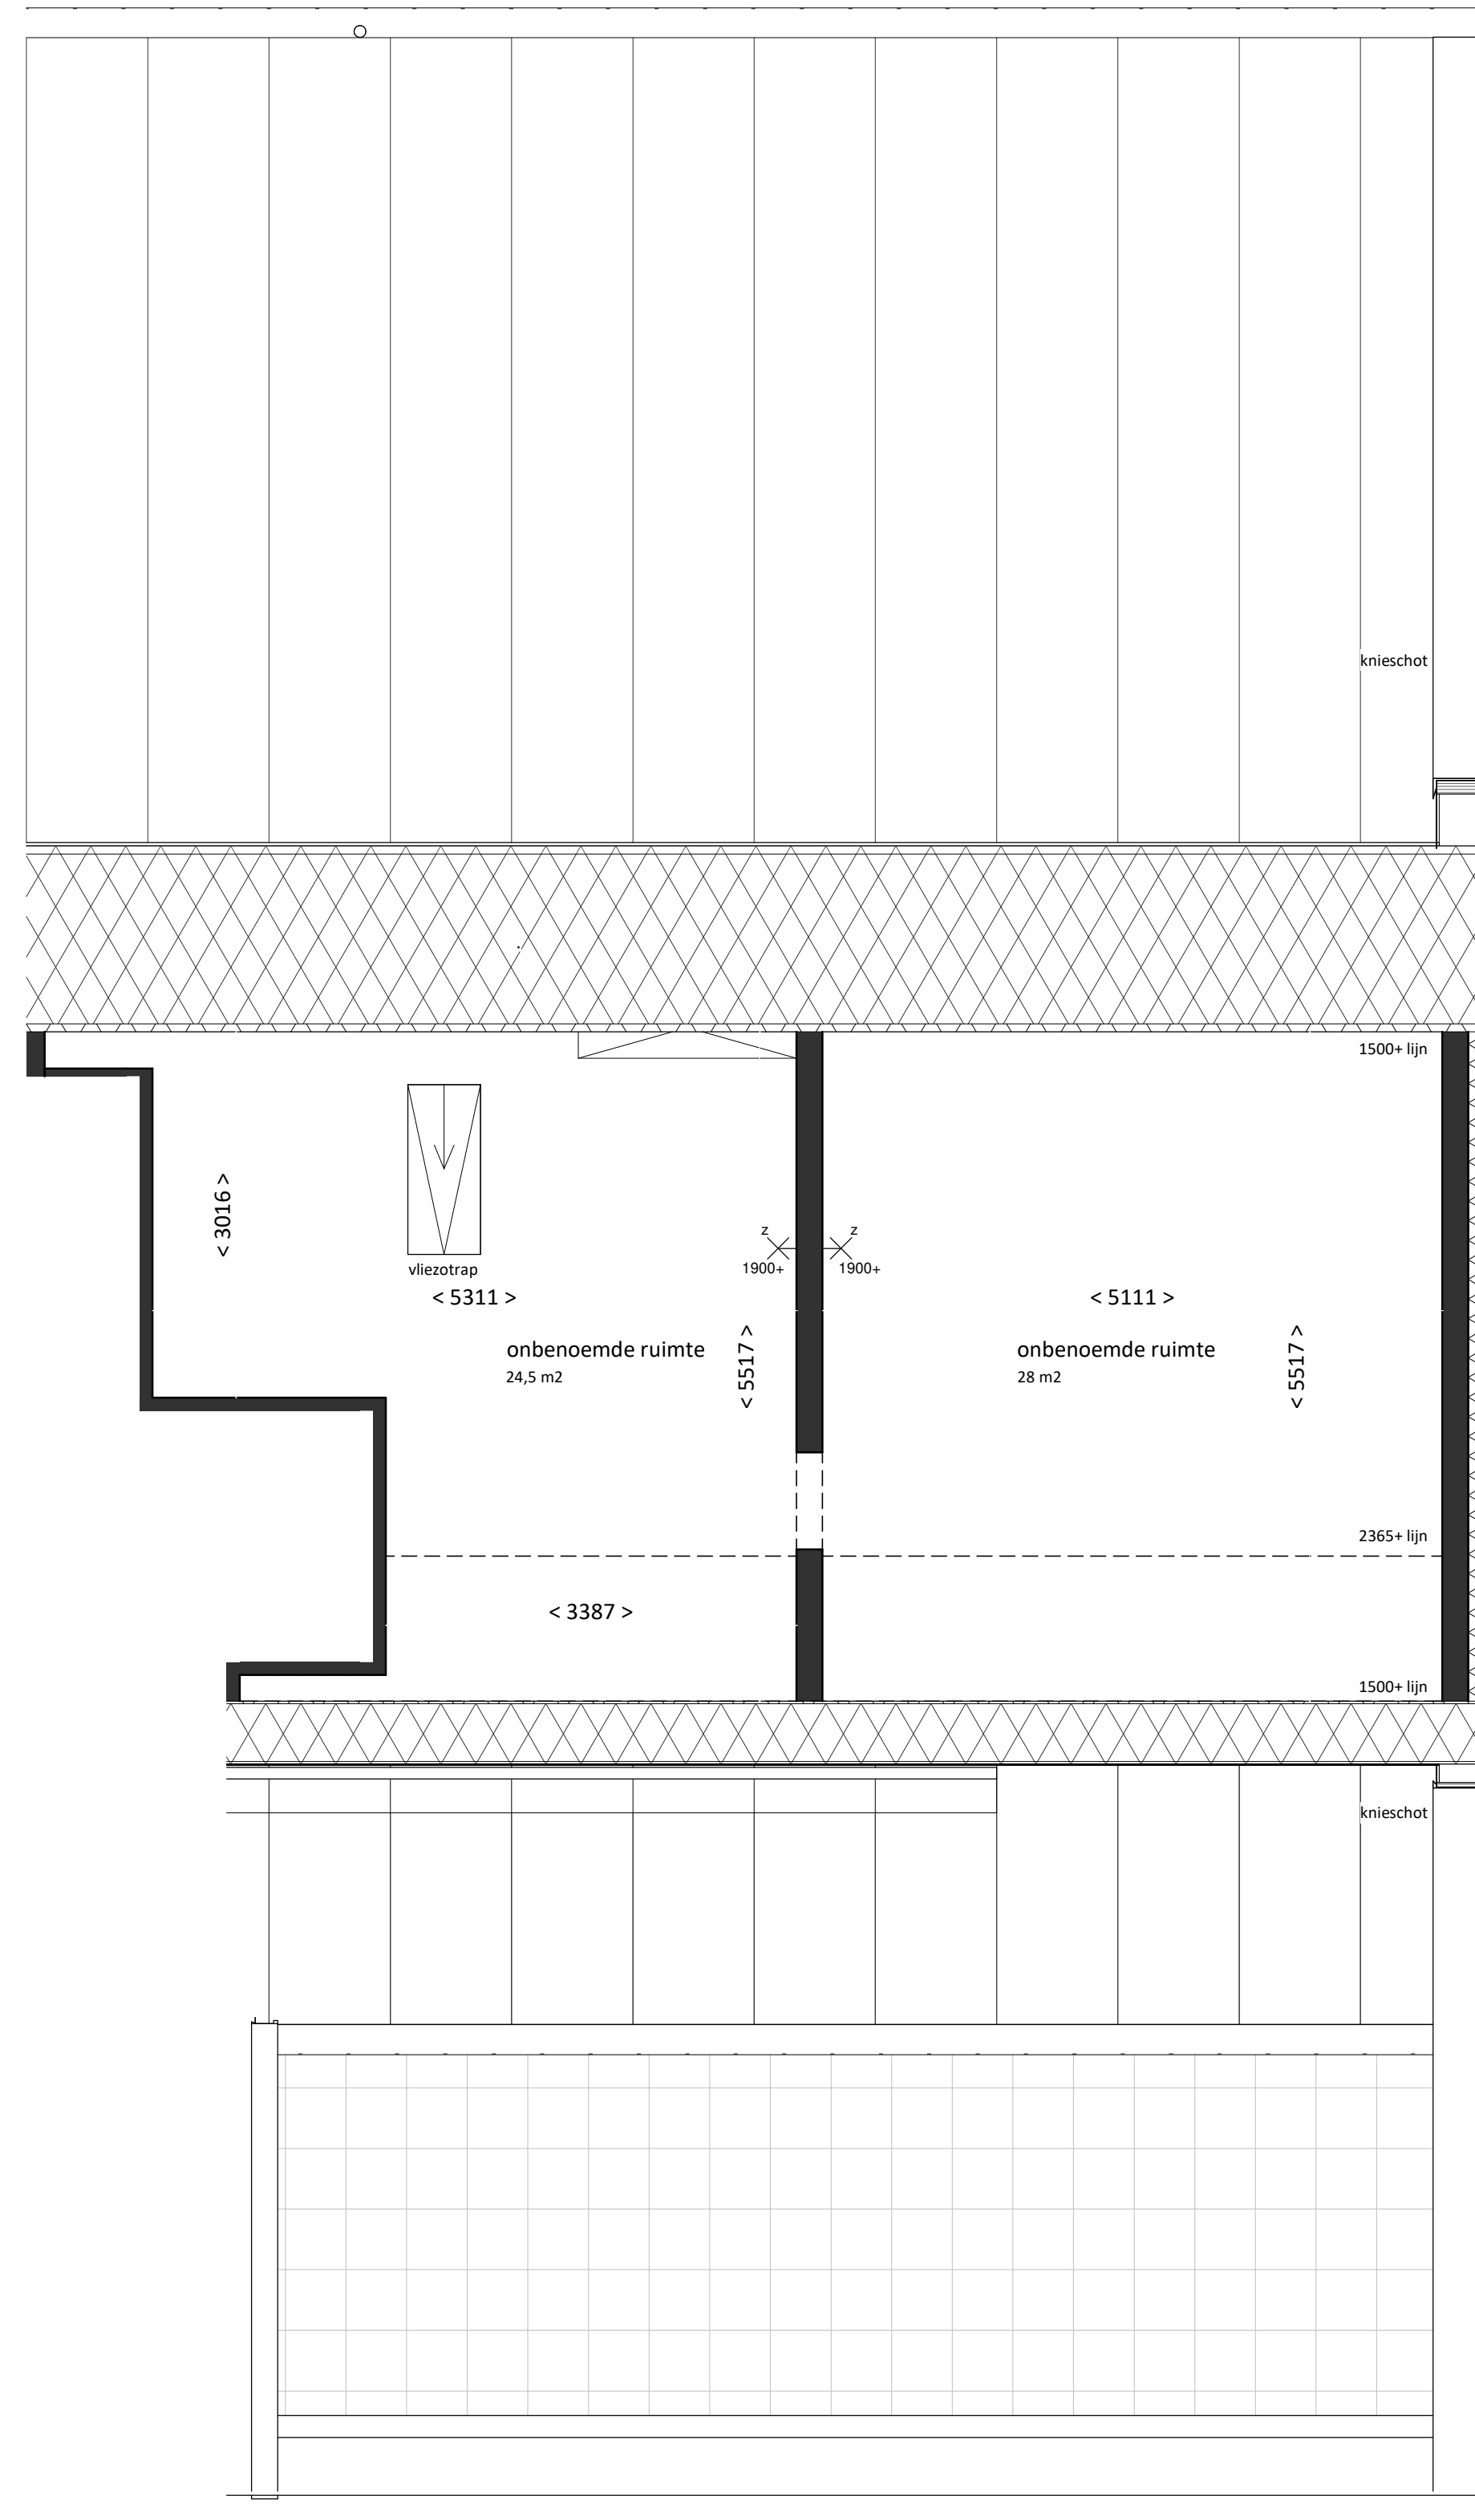 knieschot
1500+ lijn
< 3016 >
vliezotrap
z
z
1900+
1900+
< 5311 >
< 5111 >
onbenoemde ruimte
24,5 m2
< 5517 >
onbenoemde ruimte
28 m2
< 5517 >
2365+ lijn
< 3387 >
1500+ lijn
knieschot